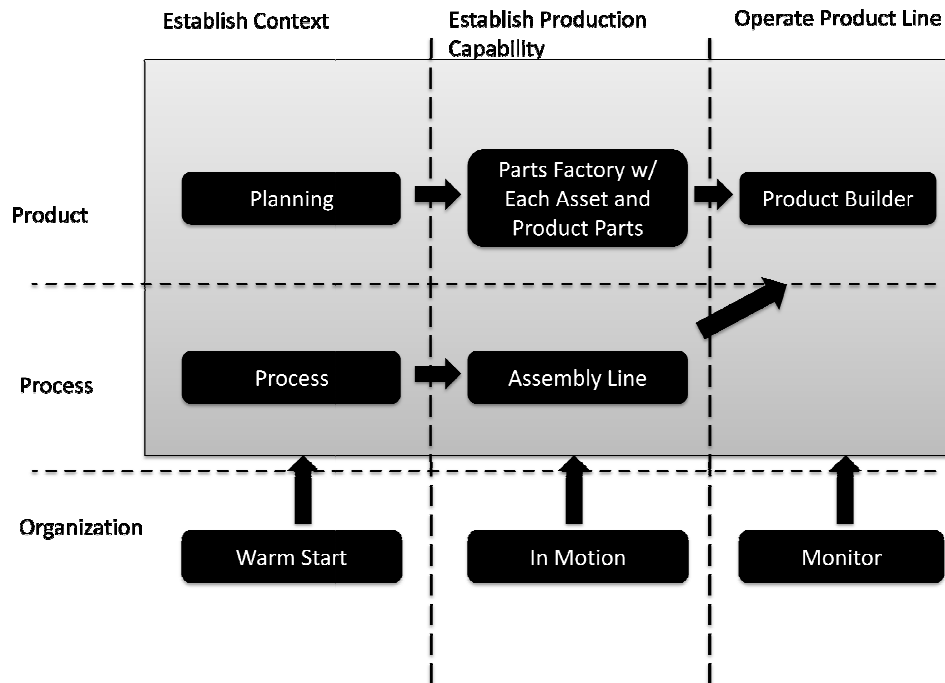 Establish Context
Establish Production
Capability
Operate Product Line
Product
Planning
Parts Factory w/
Each Asset and
Product Parts
Product Builder
Process
Process
Assembly Line
Organization
Warm Start
In Motion
Monitor